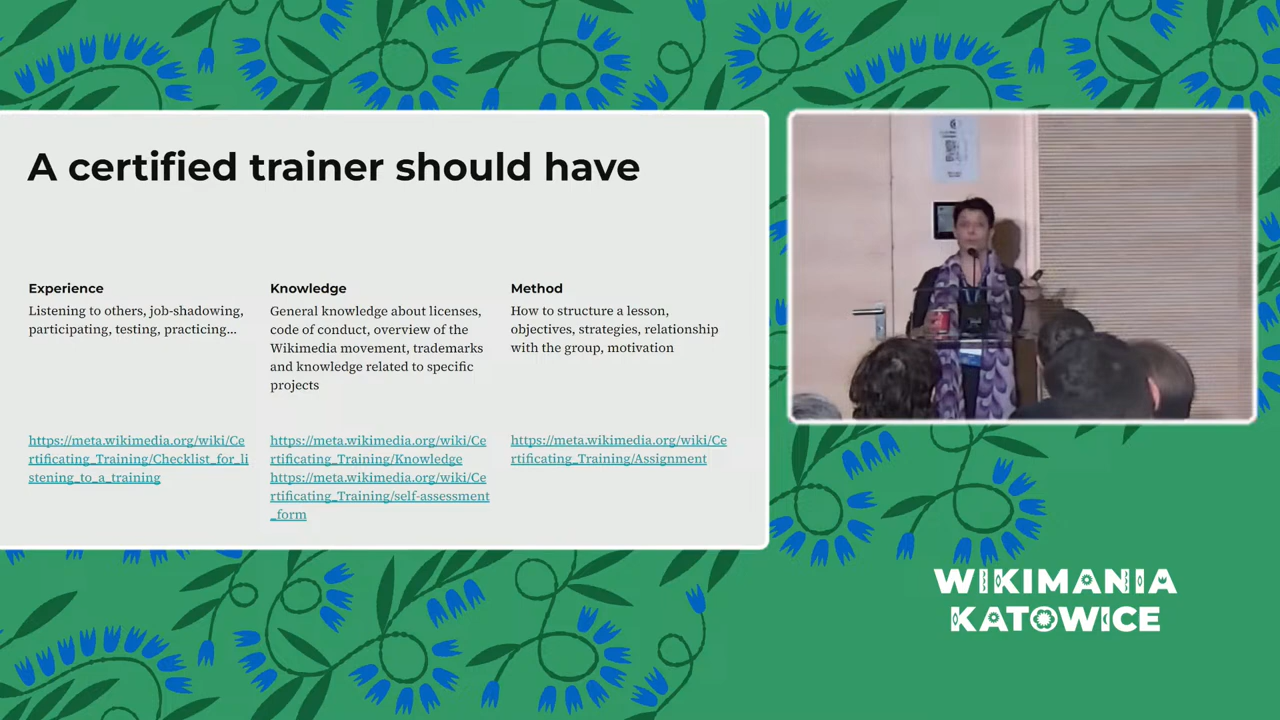 A certified trainer should have
Experience
Listening to others, job-shadowing,
participating, testing, practicing...
https://meta.wikimedia.org/wiki/Ce
rtificating_Training/Checklist_for_li
stening_to_a_training
Knowledge
General knowledge about licenses,
code of conduct, overview of the
Wikimedia movement, trademarks
and knowledge related to specific
projects
https://meta.wikimedia.org/wiki/Ce
rtificating_Training/Knowledge
https://meta.wikimedia.org/wiki/Ce
rtificating_Training/self-assessment
_form
Method
How to structure a lesson,
objectives, strategies, relationship
with the group, motivation
https://meta.wikimedia.org/wiki/Ce
rtificating_Training/Assignment
WIKIMANIA
KATOWICE